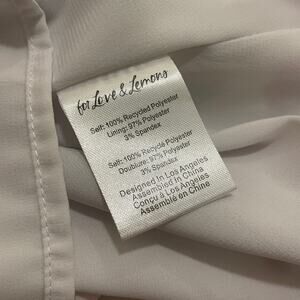 for Love & Lemons
Self: 100% Recycled Polyester
Lining: 97% Polyester
3% Spandex
Self: 100% Recyclé Polyester
Doublure: 97% Polyester
3% Spandex
Designed In Los Angeles
Assembled In China
Conçu à Los Angeles
Assemblé en Chine